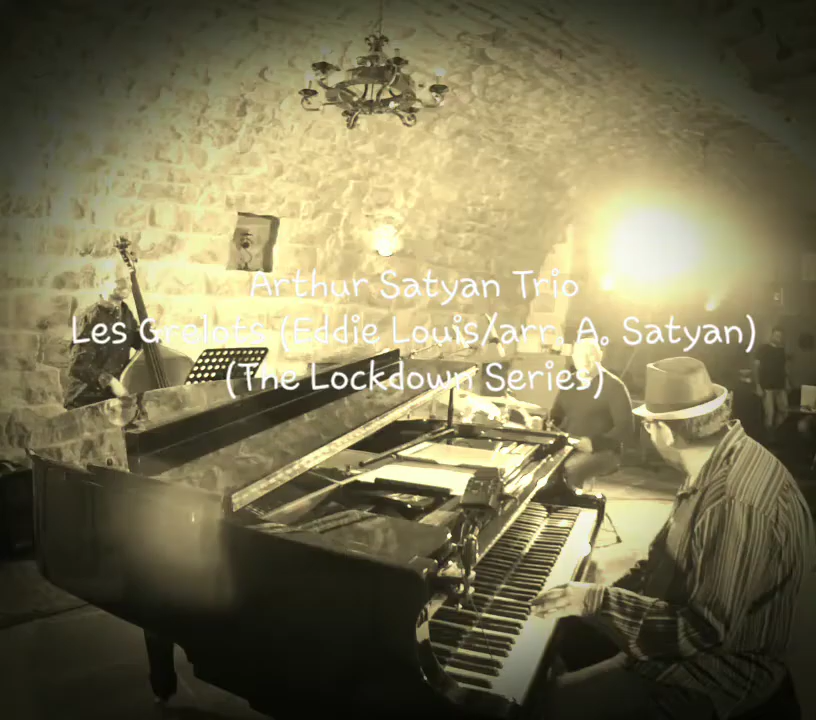 Arthur Satyan Trio
Les Grelots (Eddie Louis/arr. A. Satyan)
(The Lockdown Series)